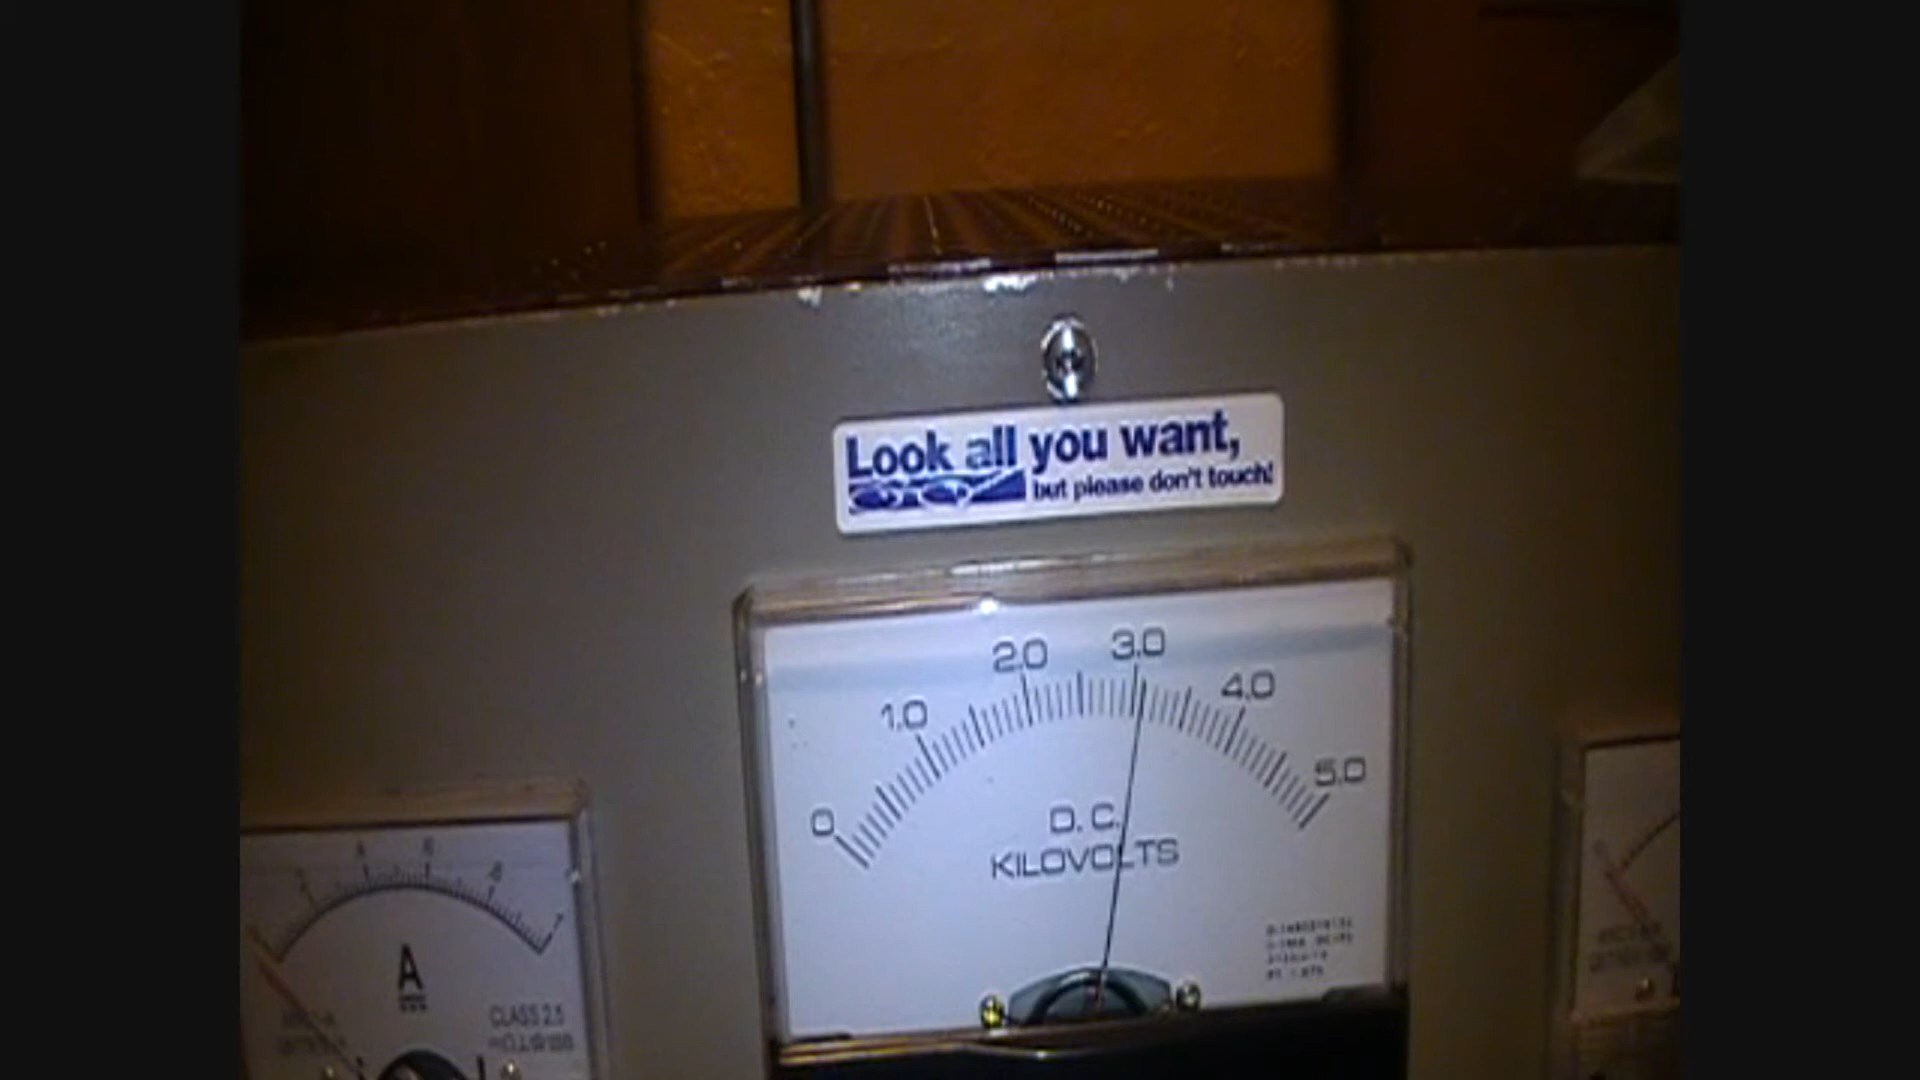 Look all you want,
but please don't touch!
2.0 3.0
1.0 4.0
0 5.0
D.C.
KILOVOLTS
A
CLASS 2.5